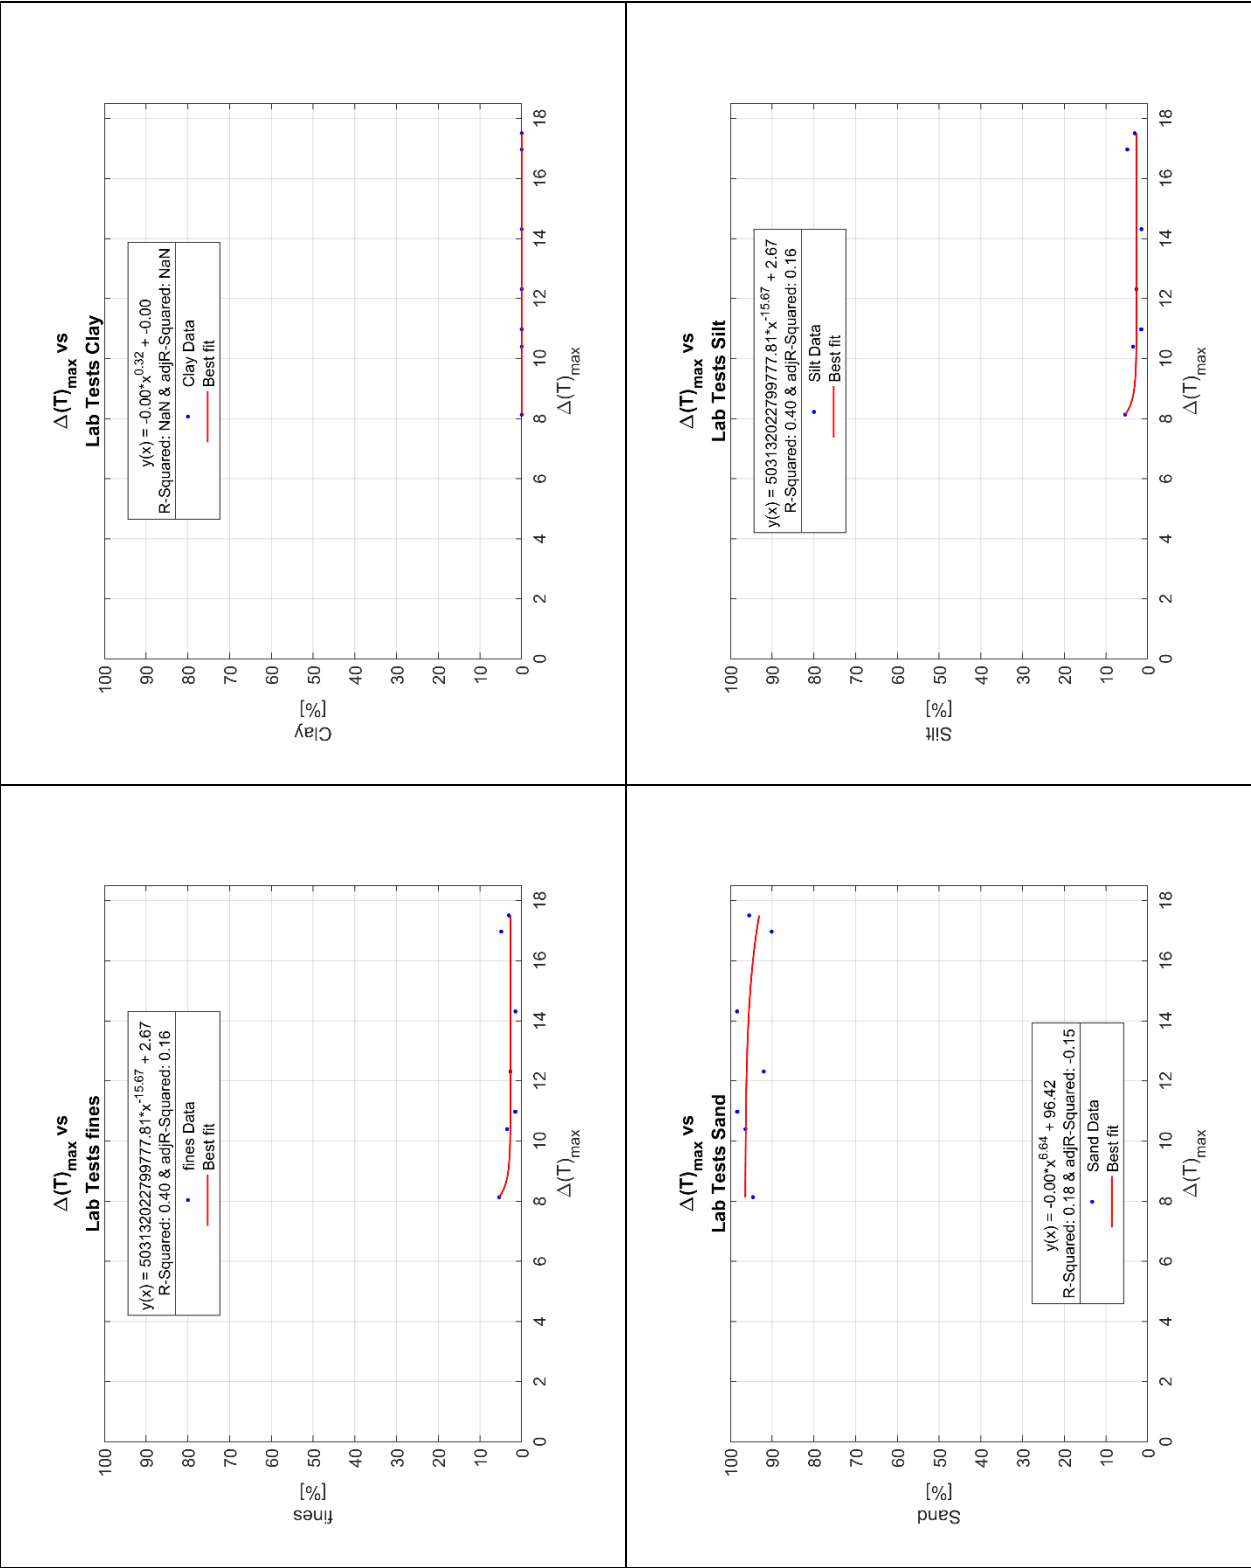 Δ(T)max vs
Lab Tests fines
y(x) = 5031320227997​77.81*x^-15.67 + 2.67
R-Squared: 0.40 & adjR-Squared: 0.16
fines Data
Best fit
fines
[%]
100
90
80
70
60
50
40
30
20
10
0
0 2 4 6 8 10 12 14 16 18
Δ(T)max
Δ(T)max vs
Lab Tests Clay
y(x) = -0.00*x^0.32 + -0.00
R-Squared: NaN & adjR-Squared: NaN
Clay Data
Best fit
Clay
[%]
100
90
80
70
60
50
40
30
20
10
0
0 2 4 6 8 10 12 14 16 18
Δ(T)max
Δ(T)max vs
Lab Tests Sand
y(x) = -0.00*x^6.64 + 96.42
R-Squared: 0.18 & adjR-Squared: -0.15
Sand Data
Best fit
Sand
[%]
100
90
80
70
60
50
40
30
20
10
0
0 2 4 6 8 10 12 14 16 18
Δ(T)max
Δ(T)max vs
Lab Tests Silt
y(x) = 503132022799777.81*x^-15.67 + 2.67
R-Squared: 0.40 & adjR-Squared: 0.16
Silt Data
Best fit
Silt
[%]
100
90
80
70
60
50
40
30
20
10
0
0 2 4 6 8 10 12 14 16 18
Δ(T)max